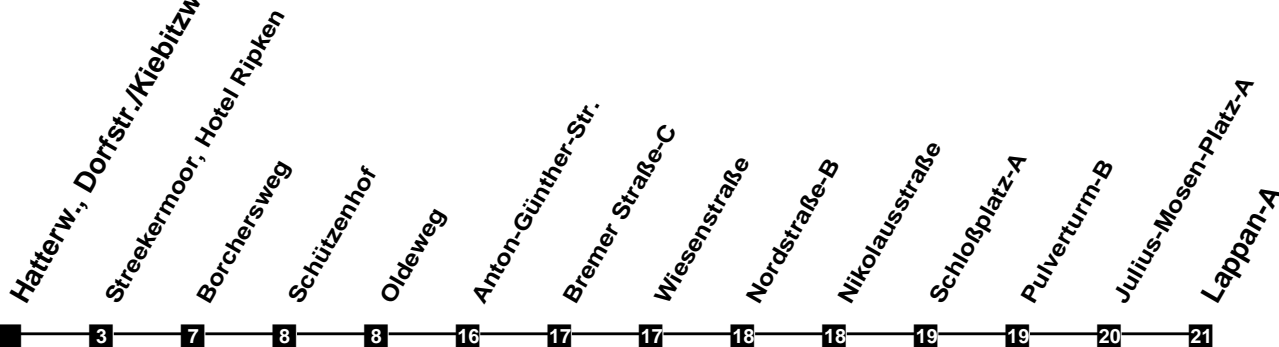 Hatterw., Dorfstr./Kiebitzw
Streekermoor, Hotel Ripken
Borchersweg
Schützenhof
Oldeweg
Anton-Günther-Str.
Bremer Straße-C
Wiesenstraße
Nordstraße-B
Nikolausstraße
Schloßplatz-A
Pulverturm-B
Julius-Mosen-Platz-A
Lappan-A
3 7 8 8 16 17 17 18 18 19 19 20 21